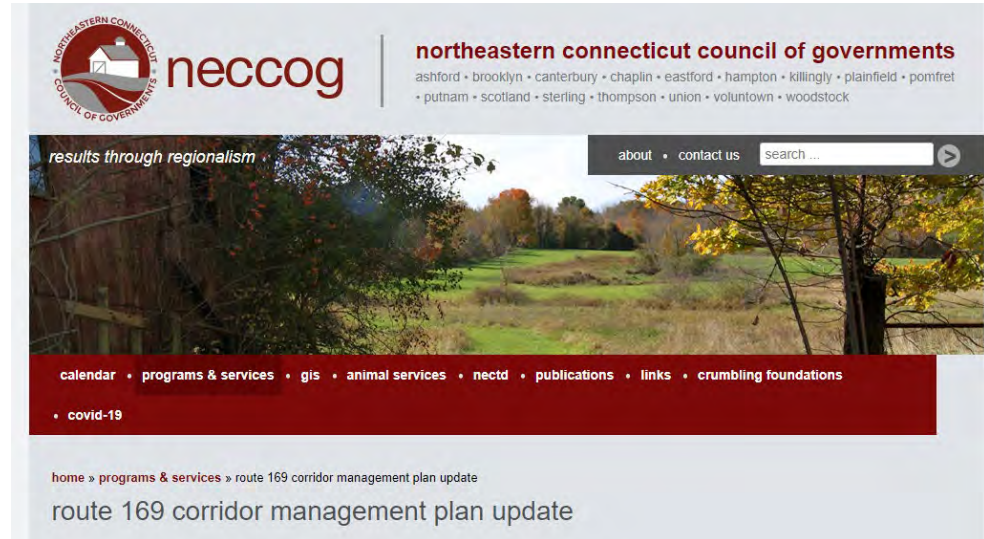 NORTHEASTERN CONNECTICUT
COUNCIL OF GOVERNMENTS
neccog
northeastern connecticut council of governments
ashford • brooklyn • canterbury • chaplin • eastford • hampton • killingly • plainfield • pomfret
• putnam • scotland • sterling • thompson • union • voluntown • woodstock
results through regionalism
about • contact us
search ...
calendar • programs & services • gis • animal services • nectd • publications • links • crumbling foundations
• covid-19
home » programs & services » route 169 corridor management plan update
route 169 corridor management plan update